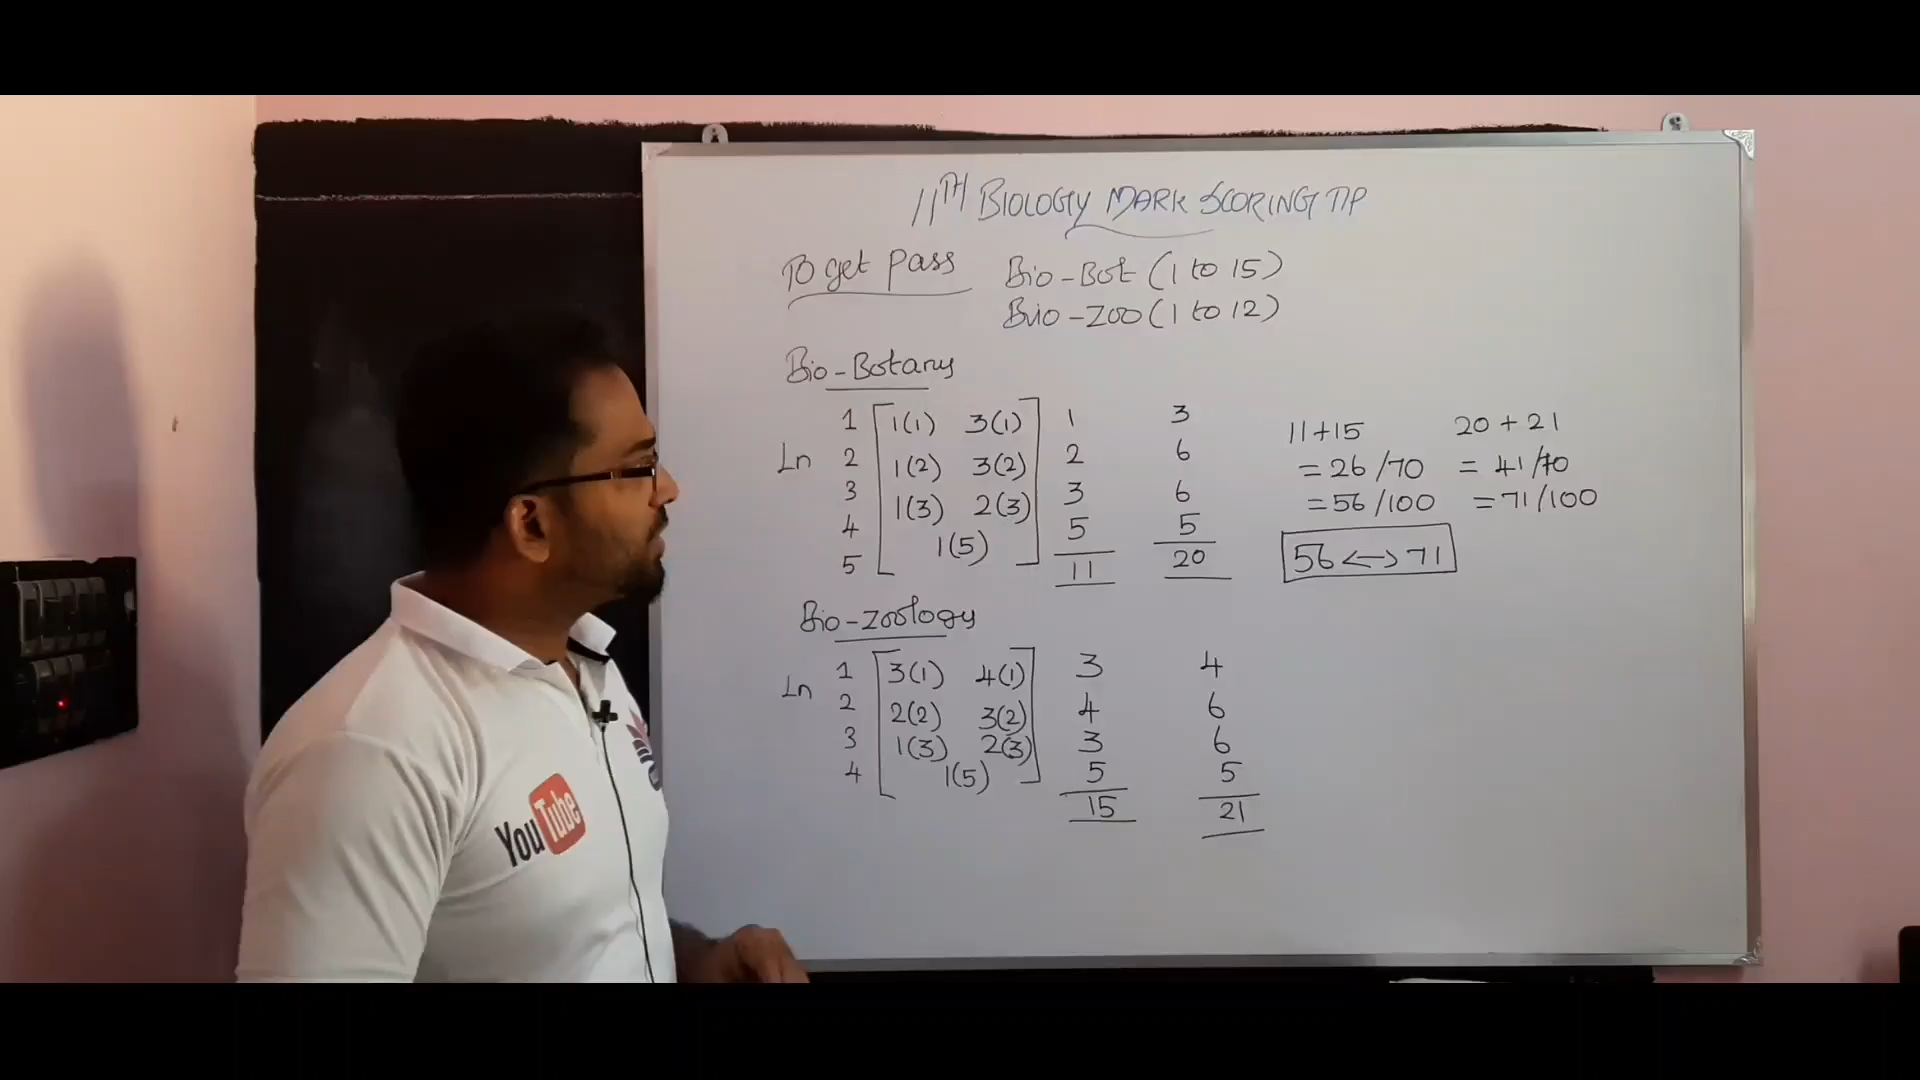 11TH BIOLOGY MARK SCORING TIP
To get pass Bio-Bot (1 to 15)
Bio-Zoo (1 to 12)
Bio-Botany
1 1(1) 3(1) 1 3 11+15 20+21
Ln 2 1(2) 3(2) 2 6 =26/70 =41/70
3 1(3) 2(3) 3 6 =56/100 =71/100
4 1(5) 5 5
5 11 20 56<->71
Bio-Zoology
1 3(1) 4(1) 3 4
Ln 2 2(2) 3(2) 4 6
3 1(3) 2(3) 3 6
4 1(5) 5 5
15 21
YouTube